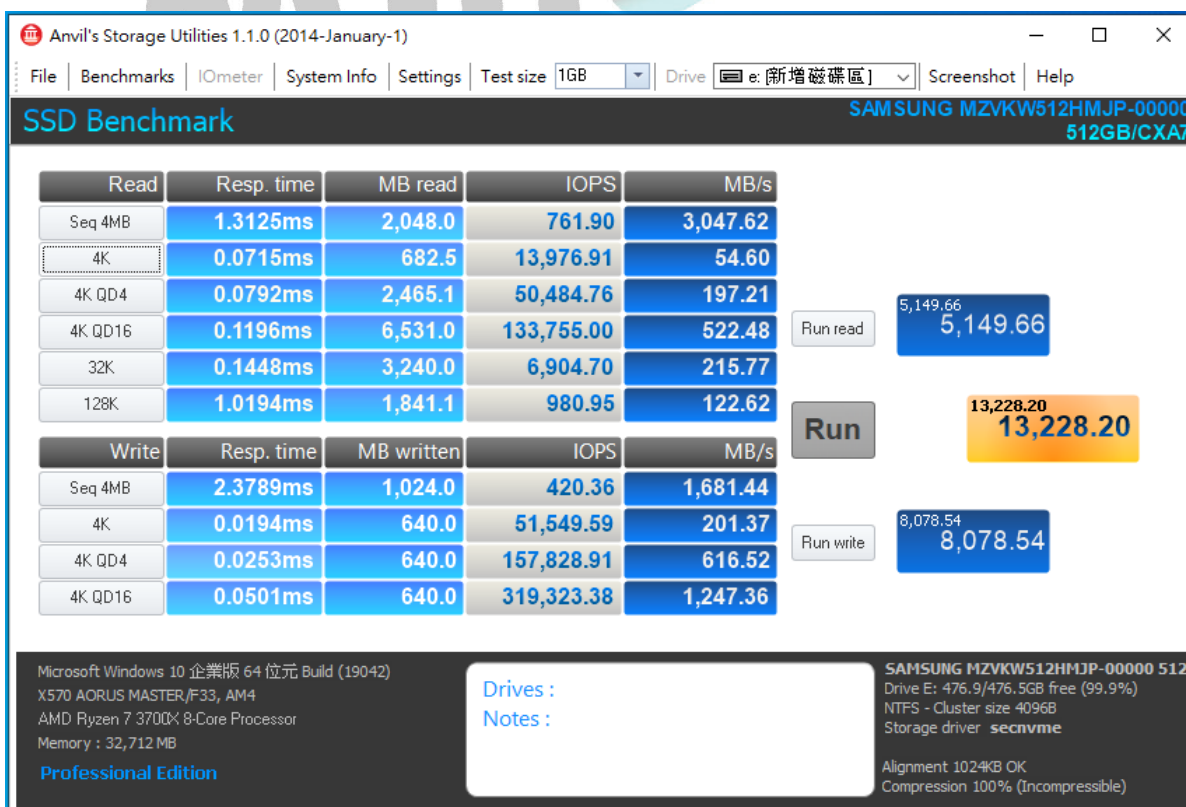 Anvil's Storage Utilities 1.1.0 (2014-January-1)
File Benchmarks IOmeter System Info Settings Test size 1GB Drive e: [新增磁碟區] Screenshot Help
SSD Benchmark
SAMSUNG MZVKW512HMJP-00000
512GB/CXA7
Read Resp. time MB read IOPS MB/s
Seq 4MB 1.3125ms 2,048.0 761.90 3,047.62
4K 0.0715ms 682.5 13,976.91 54.60
4K QD4 0.0792ms 2,465.1 50,484.76 197.21
4K QD16 0.1196ms 6,531.0 133,755.00 522.48
32K 0.1448ms 3,240.0 6,904.70 215.77
128K 1.0194ms 1,841.1 980.95 122.62
Run read
5,149.66
5,149.66
Run
13,228.20
13,228.20
Write Resp. time MB written IOPS MB/s
Seq 4MB 2.3789ms 1,024.0 420.36 1,681.44
4K 0.0194ms 640.0 51,549.59 201.37
4K QD4 0.0253ms 640.0 157,828.91 616.52
4K QD16 0.0501ms 640.0 319,323.38 1,247.36
Run write
8,078.54
8,078.54
Microsoft Windows 10 企業版 64 位元 Build (19042)
X570 AORUS MASTER/F33, AM4
AMD Ryzen 7 3700X 8-Core Processor
Memory : 32,712 MB
Professional Edition
Drives :
Notes :
SAMSUNG MZVKW512HMJP-00000 512
Drive E: 476.9/476.5GB free (99.9%)
NTFS - Cluster size 4096B
Storage driver secnvme
Alignment 1024KB OK
Compression 100% (Incompressible)